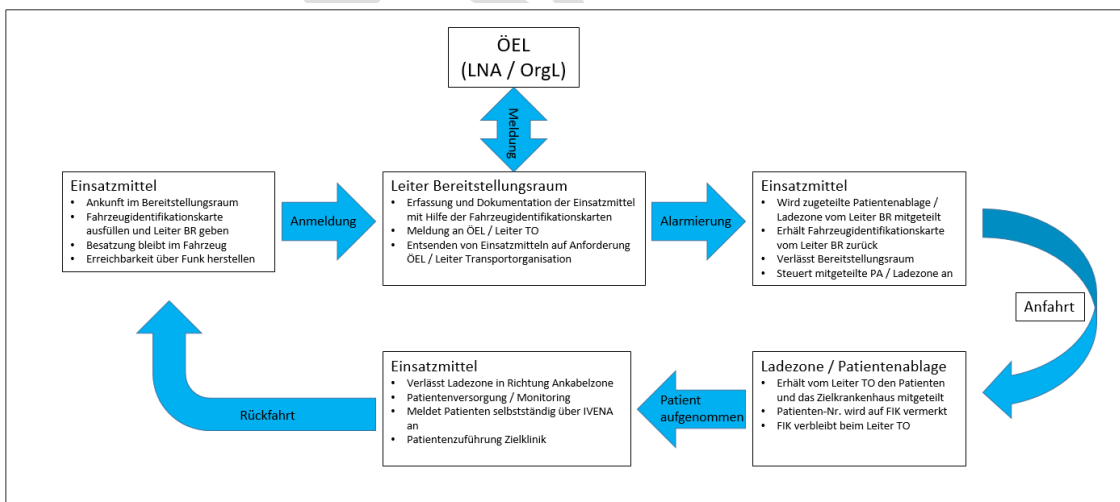 ÖEL
(LNA / OrgL)
Meldung
Einsatzmittel
• Ankunft im Bereitstellungsraum
• Fahrzeugidentifikationskarte
ausfüllen und Leiter BR geben
• Besatzung bleibt im Fahrzeug
• Erreichbarkeit über Funk herstellen
Anmeldung
Leiter Bereitstellungsraum
• Erfassung und Dokumentation der Einsatzmittel
mit Hilfe der Fahrzeugidentifikationskarten
• Meldung an ÖEL / Leiter TO
• Entsenden von Einsatzmitteln auf Anforderung
ÖEL / Leiter Transportorganisation
Alarmierung
Einsatzmittel
• Wird zugeteilte Patientenablage /
Ladezone vom Leiter BR mitgeteilt
• Erhält Fahrzeugidentifikationskarte
vom Leiter BR zurück
• Verlässt Bereitstellungsraum
• Steuert mitgeteilte PA / Ladezone an
Anfahrt
Ladezone / Patientenablage
• Erhält vom Leiter TO den Patienten
und das Zielkrankenhaus mitgeteilt
• Patienten-Nr. wird auf FIK vermerkt
• FIK verbleibt beim Leiter TO
Patient
aufgenommen
Einsatzmittel
• Verlässt Ladezone in Richtung Ankabelzone
• Patientenversorgung / Monitoring
• Meldet Patienten selbstständig über IVENA
an
• Patientenzuführung Zielklinik
Rückfahrt